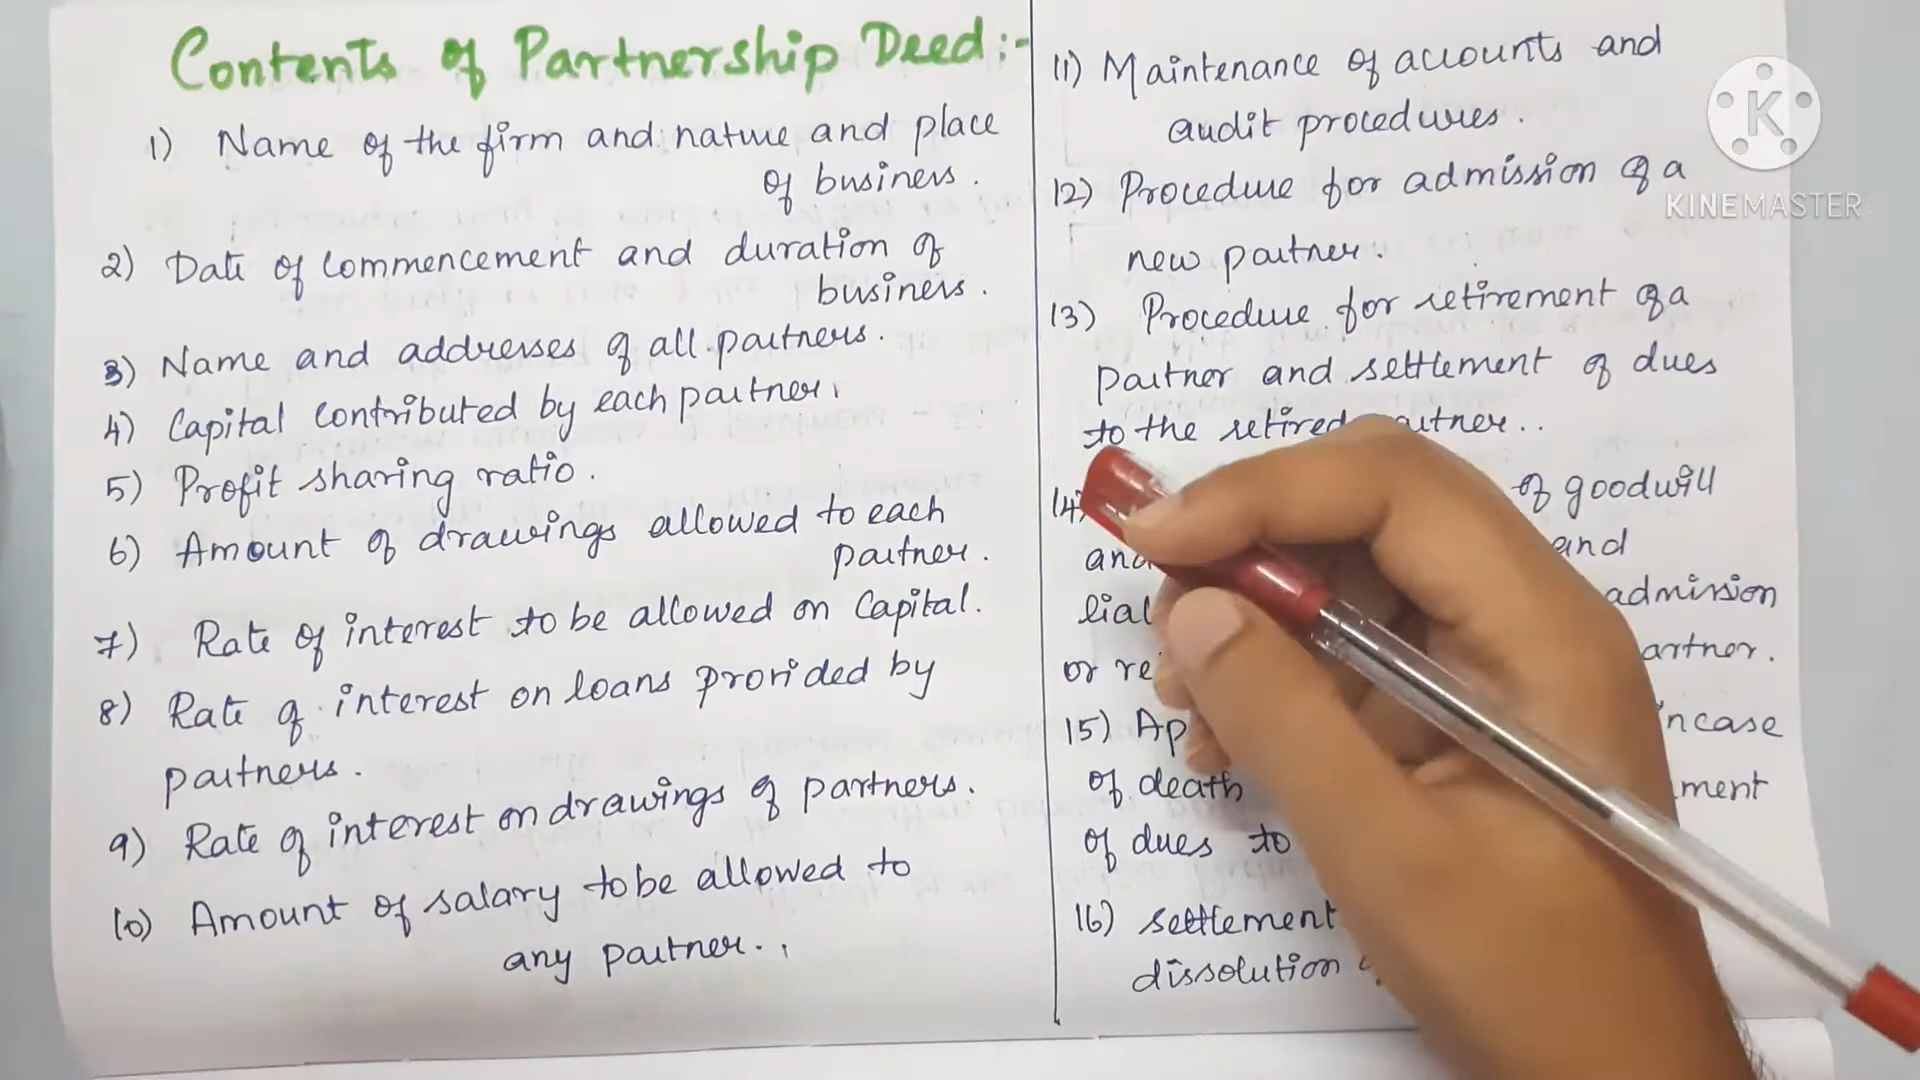 Contents of Partnership Deed:-
1) Name of the firm and nature and place
of business.
2) Date of commencement and duration of
business.
3) Name and addresses of all partners.
4) Capital contributed by each partner.
5) Profit sharing ratio.
6) Amount of drawings allowed to each
partner.
7) Rate of interest to be allowed on Capital.
8) Rate of interest on loans provided by
partners.
9) Rate of interest on drawings of partners.
10) Amount of salary to be allowed to
any partner.
11) Maintenance of accounts and
audit procedures.
12) Procedure for admission of a
new partner.
13) Procedure for retirement of a
partner and settlement of dues
to the retired partner..
14) of goodwill
and and
admission
or
15)
of death
of dues to
16) settlement
dissolution
incase
K
KINEMASTER